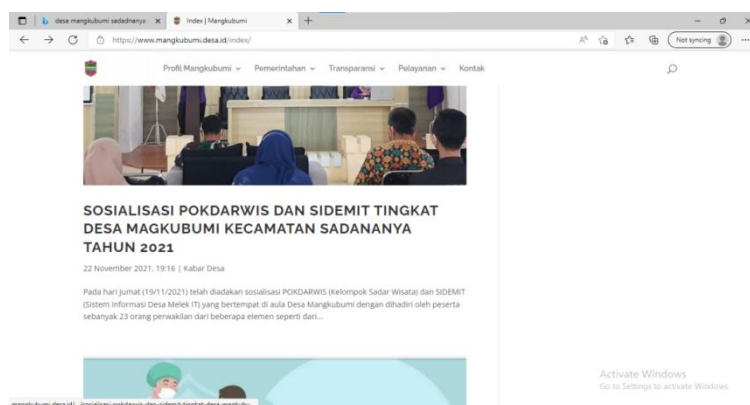 desa mangkubumi sadadnanya
Index | Mangkubumi
https://www.mangkubumi.desa.id/index/
Not syncing
Profil Mangkubumi
Pemerintahan
Transparansi
Pelayanan
Kontak
SOSIALISASI POKDARWIS DAN SIDEMIT TINGKAT
DESA MAGKUBUMI KECAMATAN SADANANYA
TAHUN 2021
22 November 2021, 19:16 | Kabar Desa
Pada hari Jumat (19/11/2021) telah diadakan sosialisasi POKDARWIS (Kelompok Sadar Wisata) dan SIDEMIT
(Sistem Informasi Desa Melek IT) yang bertempat di aula Desa Mangkubumi dengan dihadiri oleh peserta
sebanyak 23 orang perwakilan dari beberapa elemen seperti dari...
Activate Windows
Go to Settings to activate Windows.